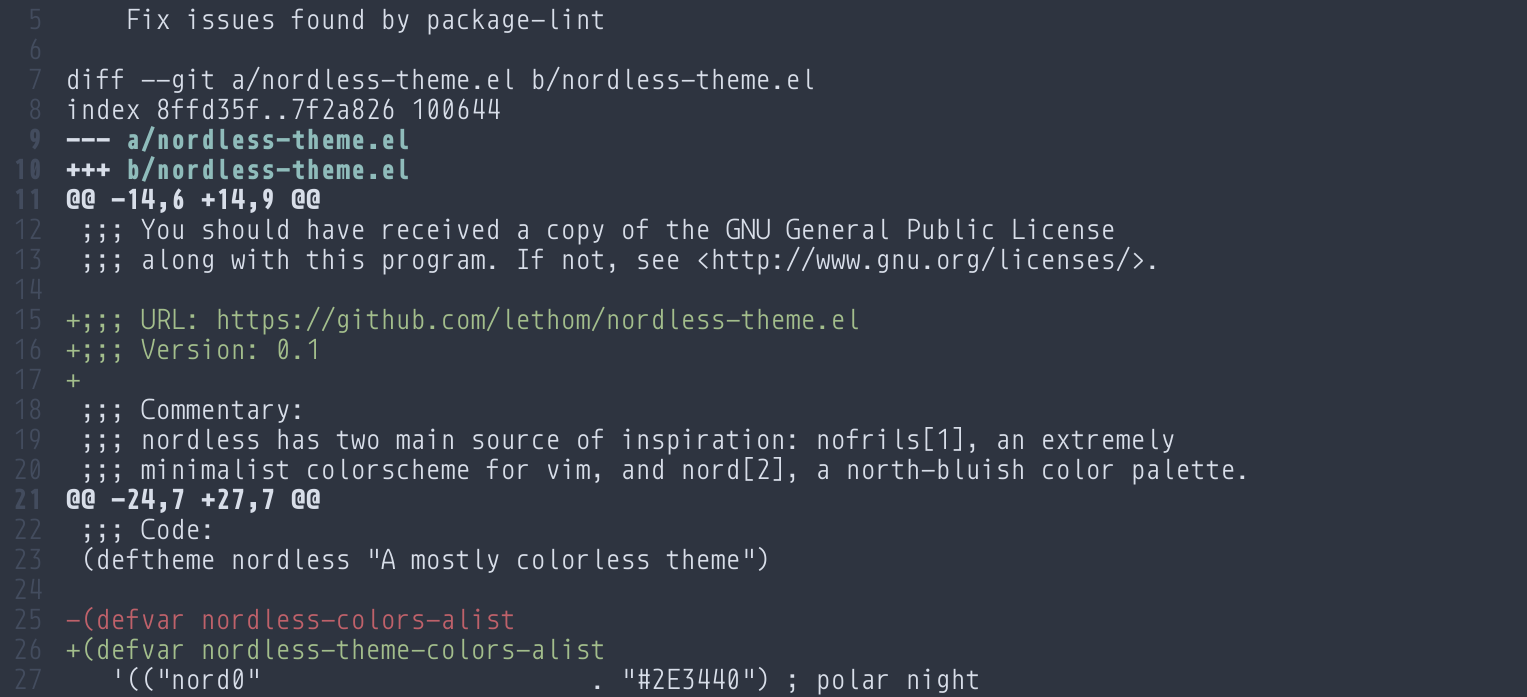 5     Fix issues found by package-lint
6
7 diff --git a/nordless-theme.el b/nordless-theme.el
8 index 8ffd35f..7f2a826 100644
9 --- a/nordless-theme.el
10 +++ b/nordless-theme.el
11 @@ -14,6 +14,9 @@
12  ;;; You should have received a copy of the GNU General Public License
13  ;;; along with this program. If not, see <http://www.gnu.org/licenses/>.
14
15 +;;; URL: https://github.com/lethom/nordless-theme.el
16 +;;; Version: 0.1
17 +
18  ;;; Commentary:
19  ;;; nordless has two main source of inspiration: nofrils[1], an extremely
20  ;;; minimalist colorscheme for vim, and nord[2], a north-bluish color palette.
21 @@ -24,7 +27,7 @@
22  ;;; Code:
23  (deftheme nordless "A mostly colorless theme")
24
25 -(defvar nordless-colors-alist
26 +(defvar nordless-theme-colors-alist
27    '(("nord0"                      . "#2E3440") ; polar night